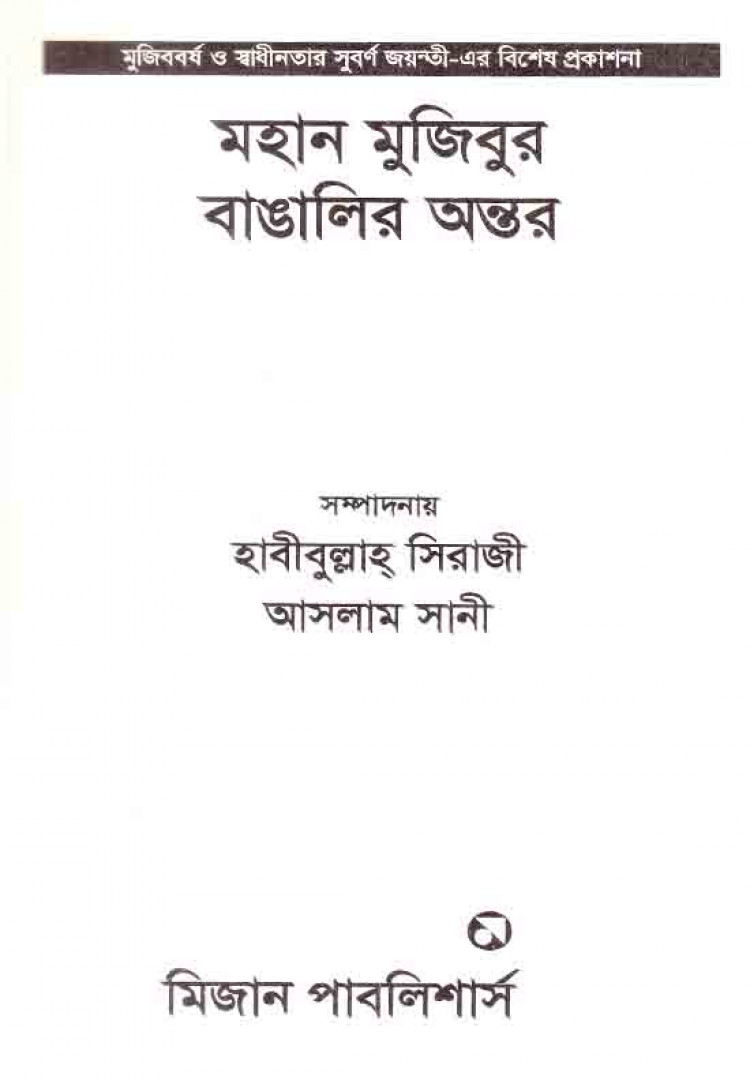 মুজিববর্ষ ও স্বাধীনতার সুবর্ণ জয়ন্তী-এর বিশেষ প্রকাশনা
মহান মুজিবুর
বাঙালির অন্তর
সম্পাদনায়
হাবীবুল্লাহ্ সিরাজী
আসলাম সানী
মিজান পাবলিশার্স